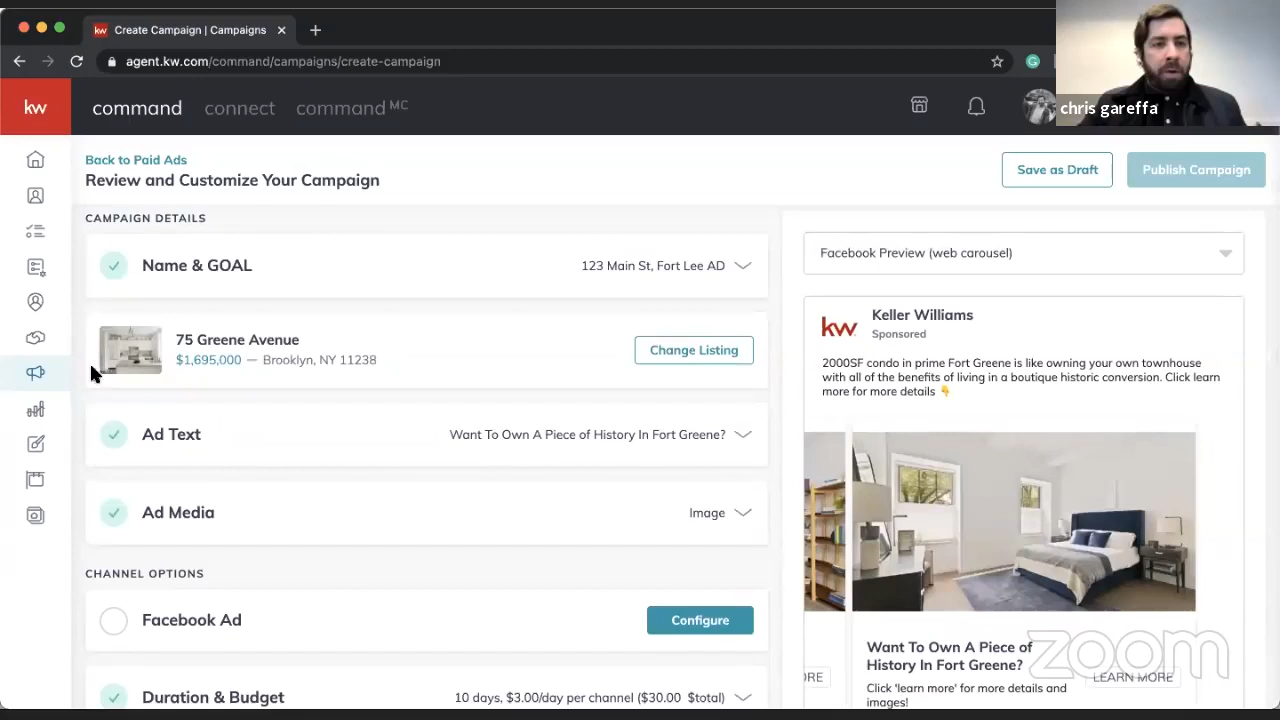 kw Create Campaign | Campaigns
agent.kw.com/command/campaigns/create-campaign
kw command connect command MC
chris gareffa
Back to Paid Ads
Review and Customize Your Campaign
Save as Draft
Publish Campaign
CAMPAIGN DETAILS
Name & GOAL 123 Main St, Fort Lee AD
75 Greene Avenue
$1,695,000 — Brooklyn, NY 11238
Change Listing
Ad Text Want To Own A Piece of History In Fort Greene?
Ad Media Image
CHANNEL OPTIONS
Facebook Ad Configure
Duration & Budget 10 days, $3.00/day per channel ($30.00 $total)
Facebook Preview (web carousel)
kw
Keller Williams
Sponsored
2000SF condo in prime Fort Greene is like owning your own townhouse
with all of the benefits of living in a boutique historic conversion. Click learn
more for more details 👇
Want To Own A Piece of
History In Fort Greene?
ORE
LEARN MORE
Click 'learn more' for more details and
images!
zoom